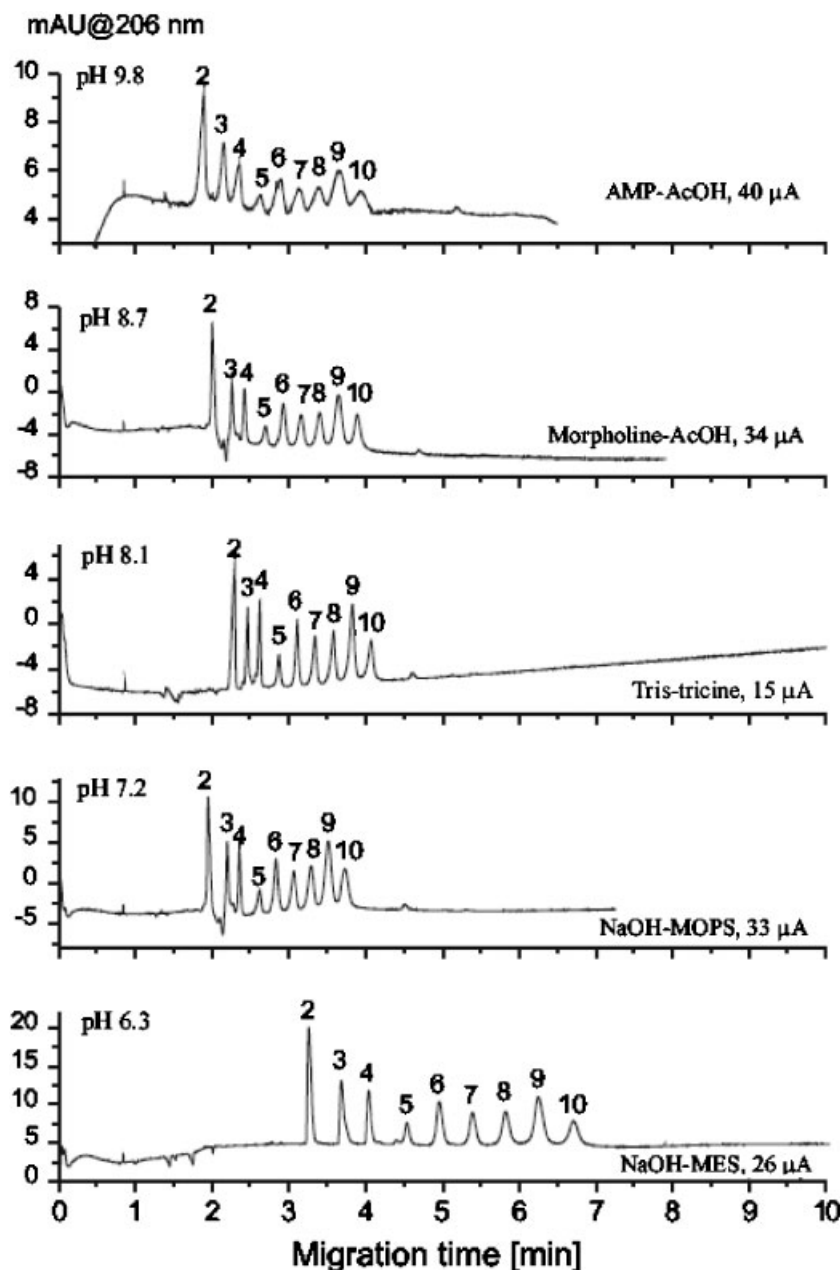 mAU@206 nm
pH 9.8
2 3 4 5 6 7 8 9 10
10
8
6
4
AMP-AcOH, 40 µA
pH 8.7
2 3 4 5 6 7 8 9 10
8
4
0
-4
-8
Morpholine-AcOH, 34 µA
pH 8.1
2 3 4 5 6 7 8 9 10
4
0
-4
-8
Tris-tricine, 15 µA
pH 7.2
2 3 4 5 6 7 8 9 10
10
5
0
-5
NaOH-MOPS, 33 µA
pH 6.3
2 3 4 5 6 7 8 9 10
20
15
10
5
0
NaOH-MES, 26 µA
0 1 2 3 4 5 6 7 8 9 10
Migration time [min]